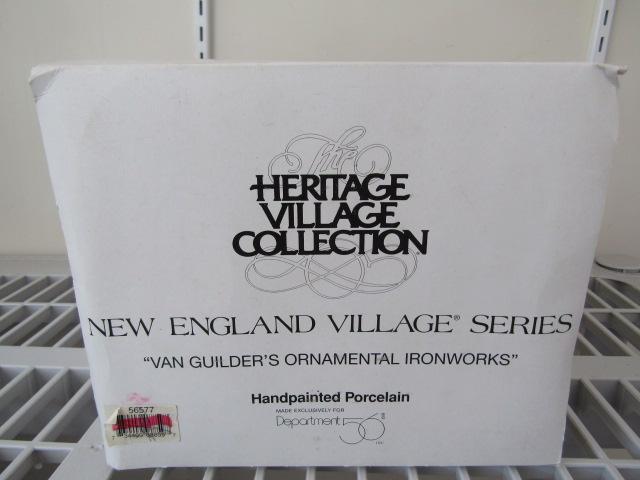 The
HERITAGE
VILLAGE
COLLECTION
NEW ENGLAND VILLAGE® SERIES
"VAN GUILDER'S ORNAMENTAL IRONWORKS"
Handpainted Porcelain
MADE EXCLUSIVELY FOR
Department 56®
INC.
56577